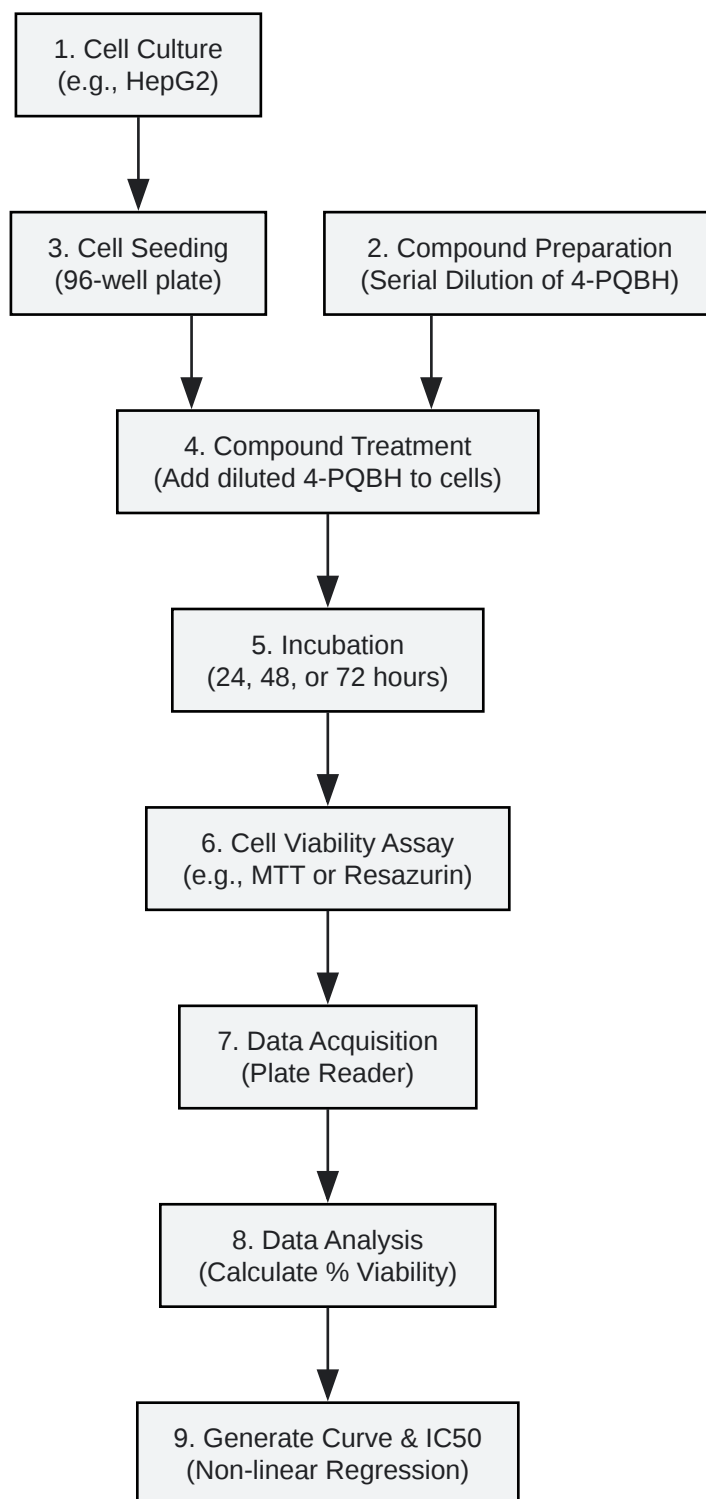 1. Cell Culture
(e.g., HepG2)
3. Cell Seeding
(96-well plate)
2. Compound Preparation
(Serial Dilution of 4-PQBH)
4. Compound Treatment
(Add diluted 4-PQBH to cells)
5. Incubation
(24, 48, or 72 hours)
6. Cell Viability Assay
(e.g., MTT or Resazurin)
7. Data Acquisition
(Plate Reader)
8. Data Analysis
(Calculate % Viability)
9. Generate Curve & IC50
(Non-linear Regression)